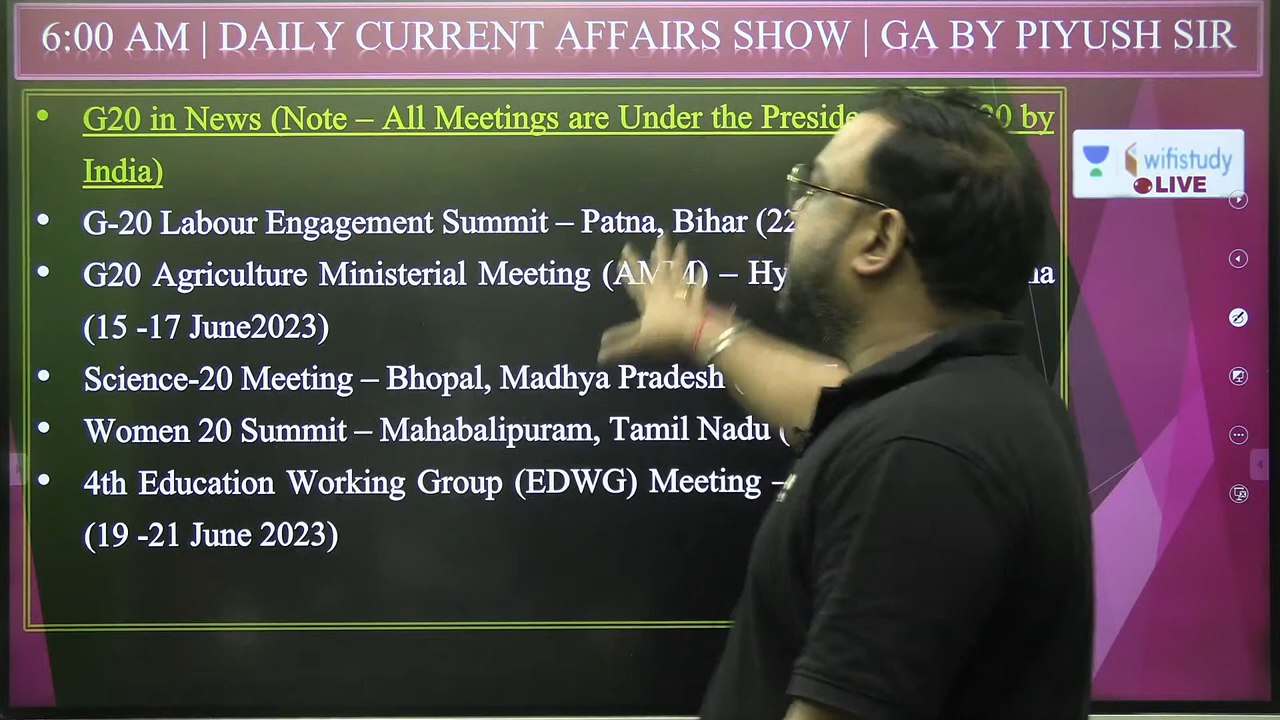 6:00 AM | DAILY CURRENT AFFAIRS SHOW | GA BY PIYUSH SIR
• G20 in News (Note – All Meetings are Under the by
India)
wifistudy
LIVE
• G-20 Labour Engagement Summit – Patna, Bihar (22
• G20 Agriculture Ministerial Meeting (AMM) –
(15 -17 June2023)
• Science-20 Meeting – Bhopal, Madhya Pradesh
• Women 20 Summit – Mahabalipuram, Tamil Nadu (
• 4th Education Working Group (EDWG) Meeting –
(19 -21 June 2023)